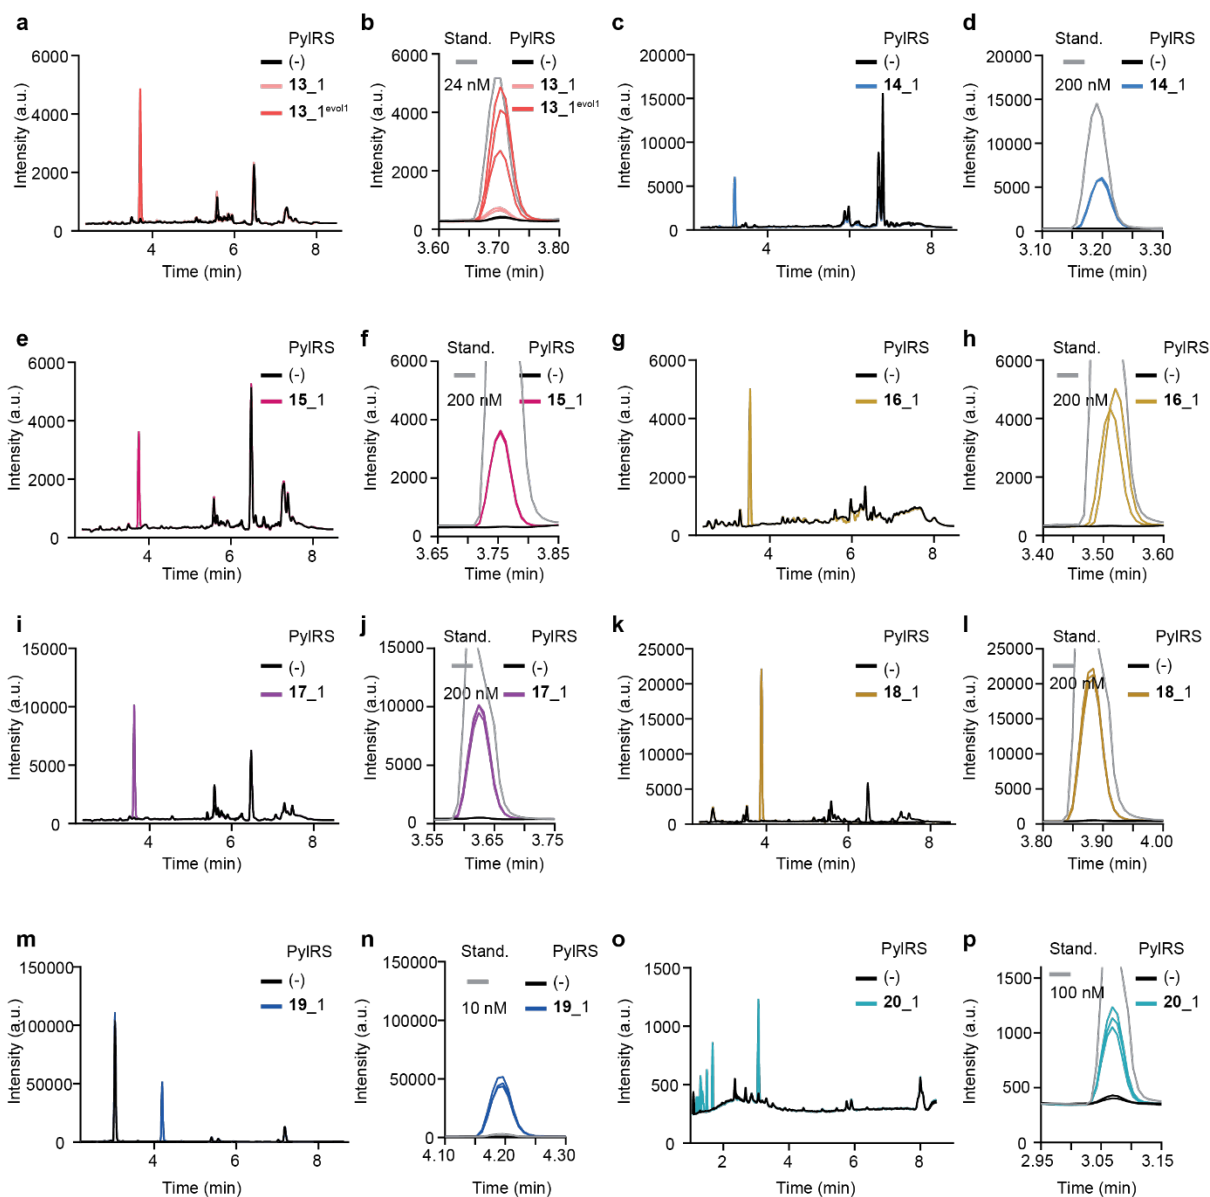 a
PylRS
(-)
13_1
13_1evol1
6000
4000
2000
0
Intensity (a.u.)
4
6
8
Time (min)
b
Stand.
PylRS
24 nM
(-)
13_1
13_1evol1
6000
4000
2000
0
Intensity (a.u.)
3.60
3.70
3.80
Time (min)
c
PylRS
(-)
14_1
20000
15000
10000
5000
0
Intensity (a.u.)
4
6
8
Time (min)
d
Stand.
PylRS
200 nM
(-)
14_1
20000
15000
10000
5000
0
Intensity (a.u.)
3.10
3.20
3.30
Time (min)
e
PylRS
(-)
15_1
6000
4000
2000
0
Intensity (a.u.)
4
6
8
Time (min)
f
Stand.
PylRS
200 nM
(-)
15_1
6000
4000
2000
0
Intensity (a.u.)
3.65
3.75
3.85
Time (min)
g
PylRS
(-)
16_1
6000
4000
2000
0
Intensity (a.u.)
4
6
8
Time (min)
h
Stand.
PylRS
200 nM
(-)
16_1
6000
4000
2000
0
Intensity (a.u.)
3.40
3.50
3.60
Time (min)
i
PylRS
(-)
17_1
15000
10000
5000
0
Intensity (a.u.)
4
6
8
Time (min)
j
Stand.
PylRS
200 nM
(-)
17_1
15000
10000
5000
0
Intensity (a.u.)
3.55
3.65
3.75
Time (min)
k
PylRS
(-)
18_1
25000
20000
15000
10000
5000
0
Intensity (a.u.)
4
6
8
Time (min)
l
Stand.
PylRS
200 nM
(-)
18_1
25000
20000
15000
10000
5000
0
Intensity (a.u.)
3.80
3.90
4.00
Time (min)
m
PylRS
(-)
19_1
150000
100000
50000
0
Intensity (a.u.)
4
6
8
Time (min)
n
Stand.
PylRS
10 nM
(-)
19_1
150000
100000
50000
0
Intensity (a.u.)
4.10
4.20
4.30
Time (min)
o
PylRS
(-)
20_1
1500
1000
500
0
Intensity (a.u.)
2
4
6
8
Time (min)
p
Stand.
PylRS
100 nM
(-)
20_1
1500
1000
500
0
Intensity (a.u.)
2.95
3.05
3.15
Time (min)